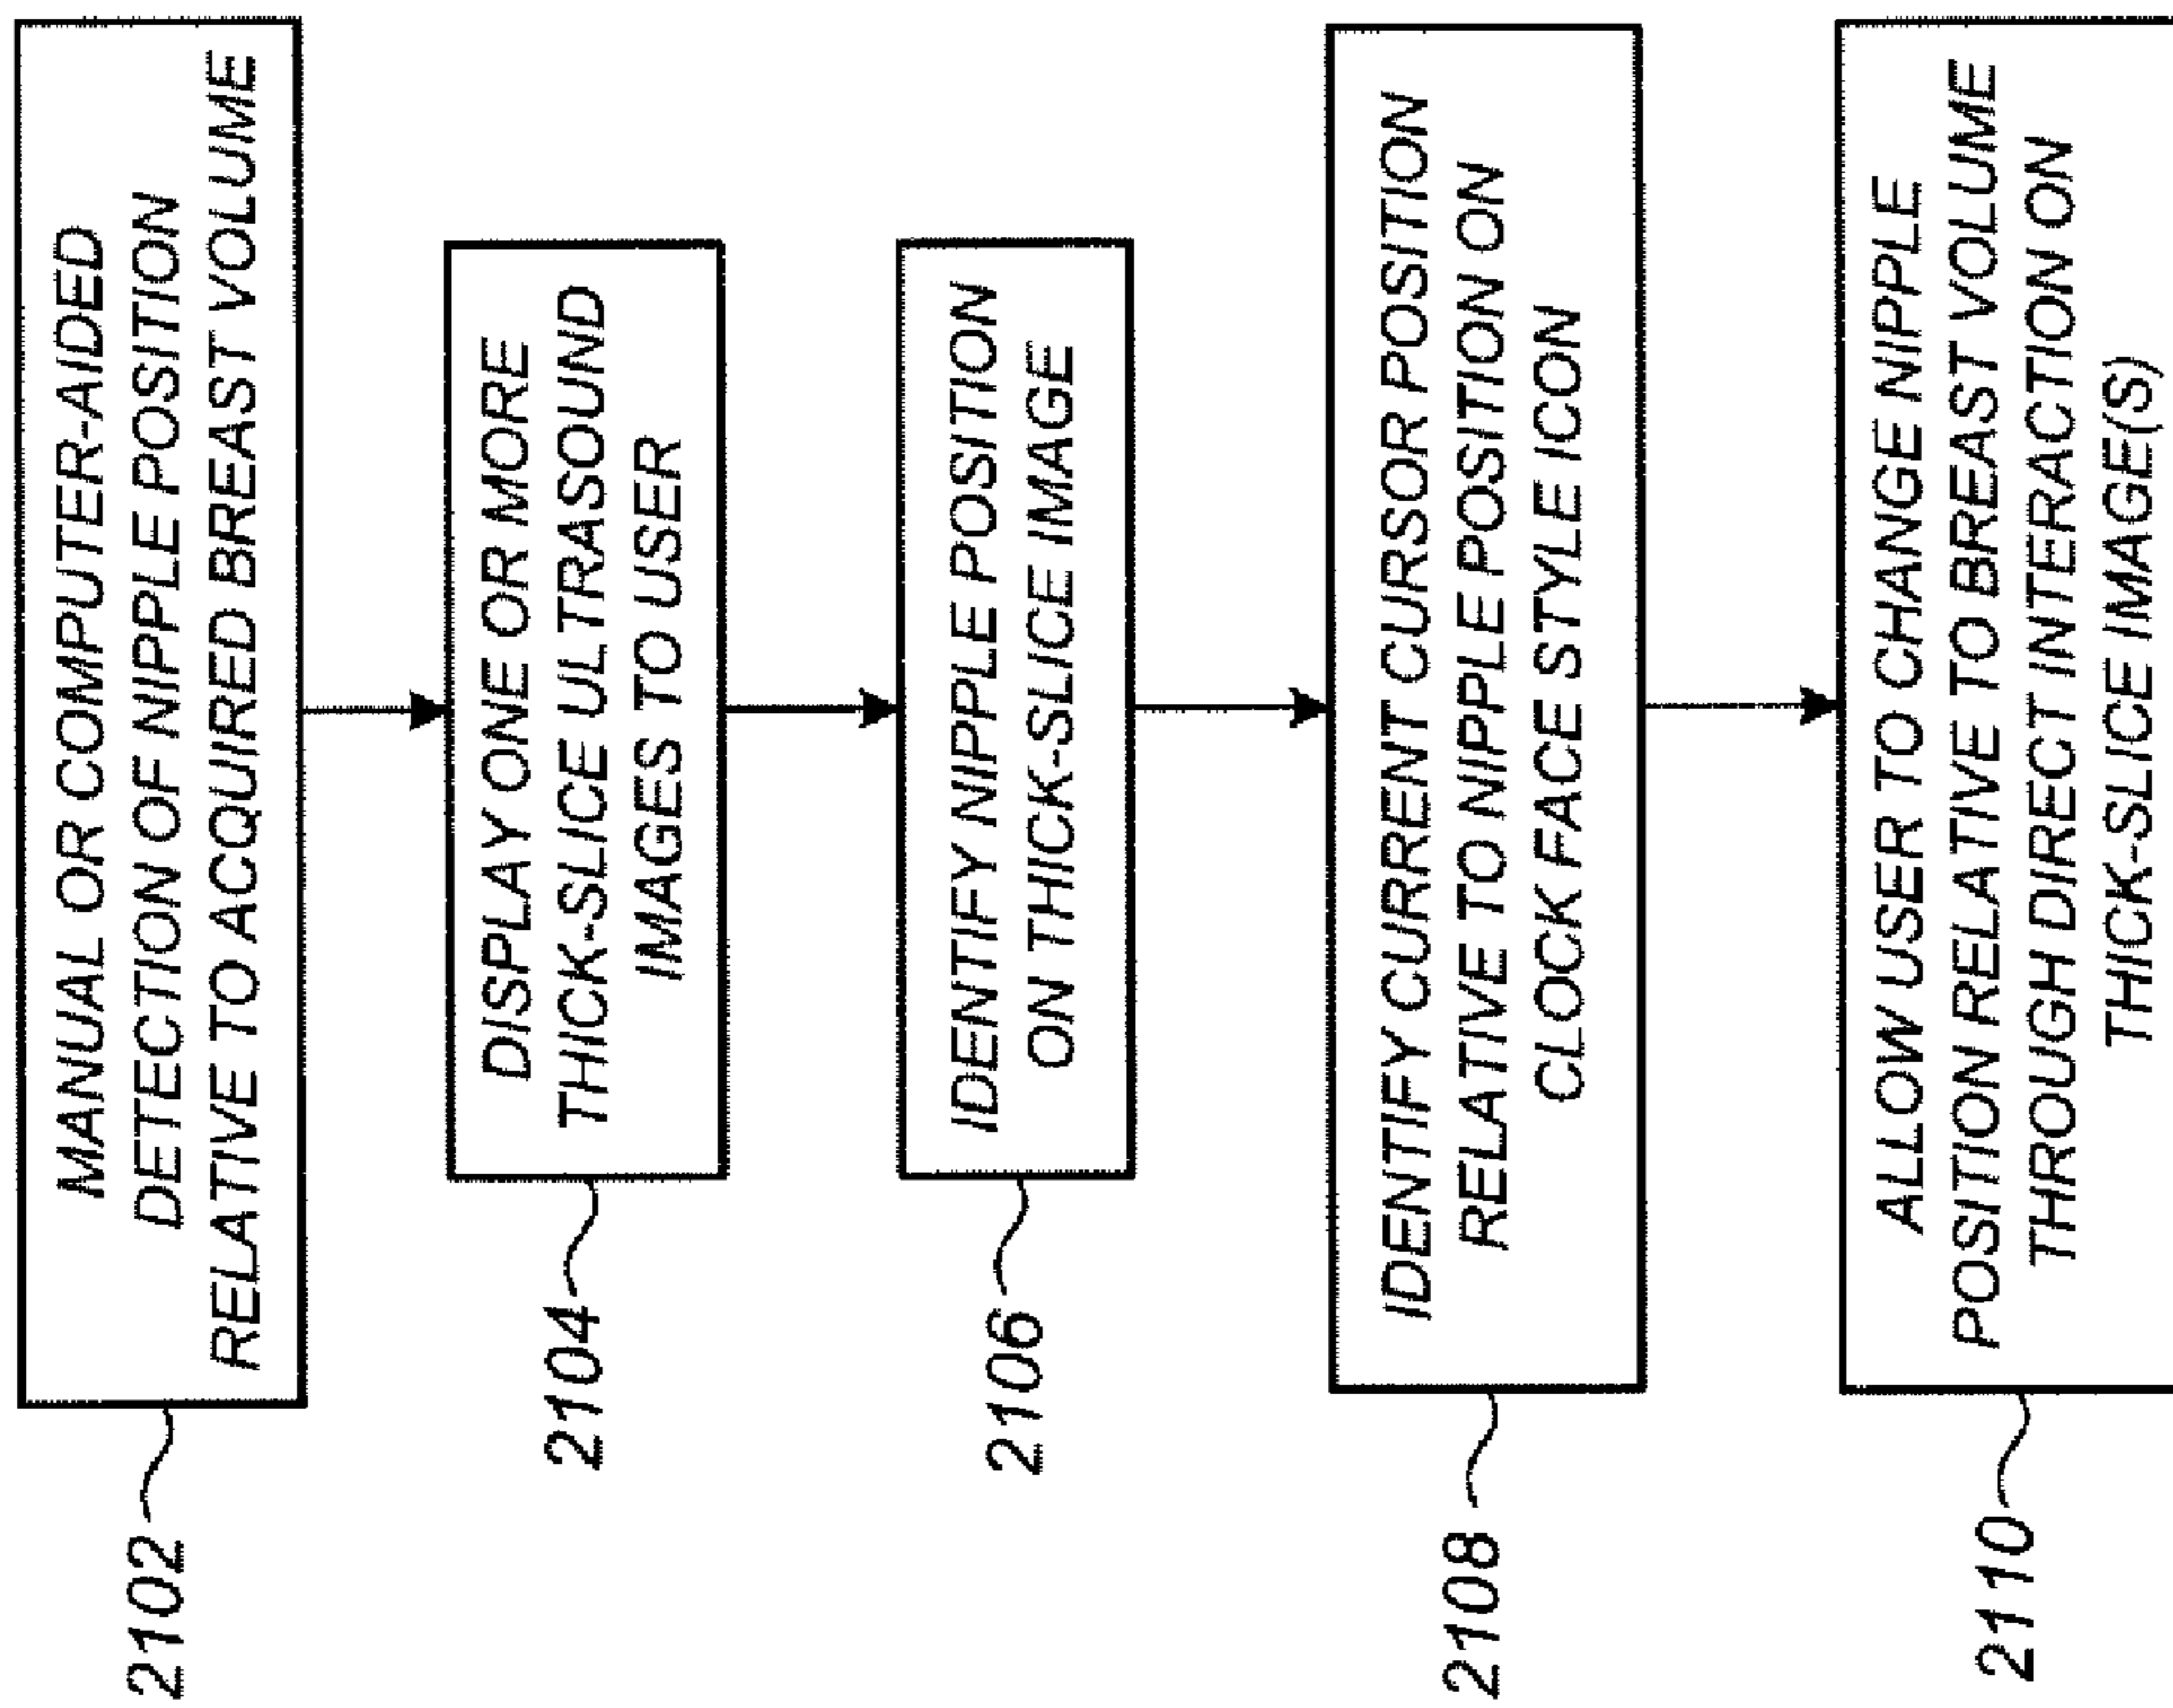 MANUAL OR COMPUTER-AIDED
DETECTION OF NIPPLE POSITION
RELATIVE TO ACQUIRED BREAST VOLUME
2102
DISPLAY ONE OR MORE
THICK-SLICE ULTRASOUND
IMAGES TO USER
2104
IDENTIFY NIPPLE POSITION
ON THICK-SLICE IMAGE
2106
IDENTIFY CURRENT CURSOR POSITION
RELATIVE TO NIPPLE POSITION ON
CLOCK FACE STYLE ICON
2108
ALLOW USER TO CHANGE NIPPLE
POSITION RELATIVE TO BREAST VOLUME
THROUGH DIRECT INTERACTION ON
THICK-SLICE IMAGE(S)
2110